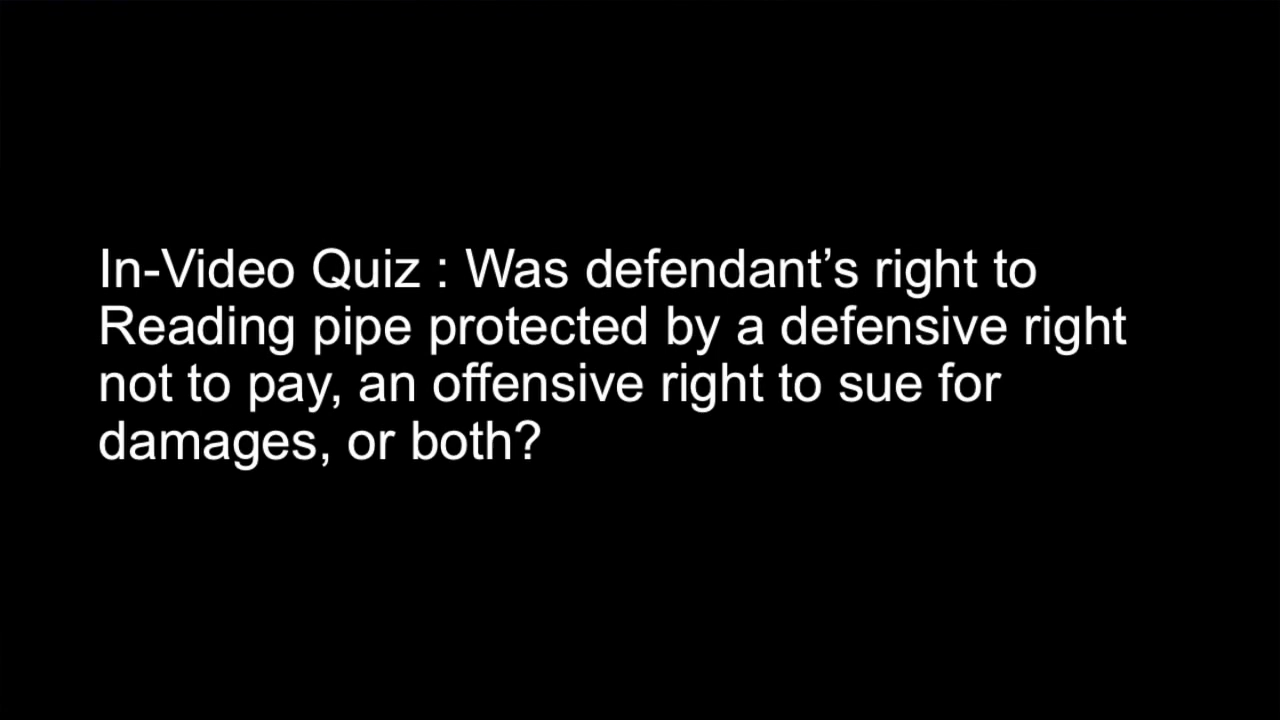 In-Video Quiz : Was defendant’s right to
Reading pipe protected by a defensive right
not to pay, an offensive right to sue for
damages, or both?